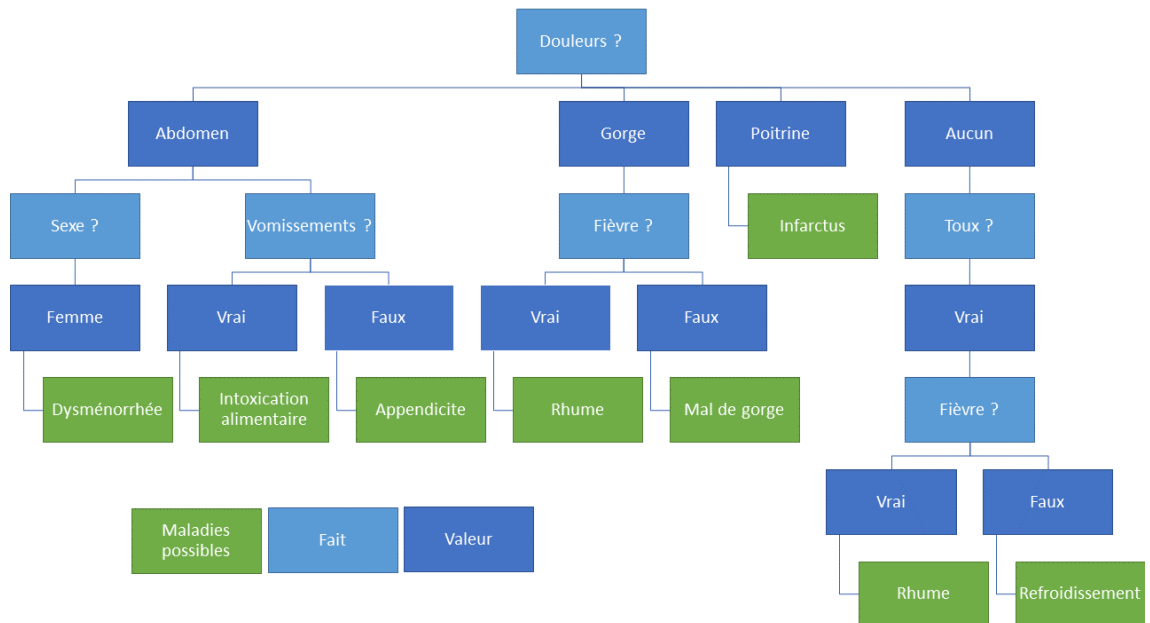 Douleurs ?
Abdomen
Gorge
Poitrine
Aucun
Sexe ?
Vomissements ?
Fièvre ?
Infarctus
Toux ?
Femme
Vrai
Faux
Vrai
Faux
Vrai
Dysménorrhée
Intoxication
alimentaire
Appendicite
Rhume
Mal de gorge
Fièvre ?
Vrai
Faux
Maladies
possibles
Fait
Valeur
Rhume
Refroidissement